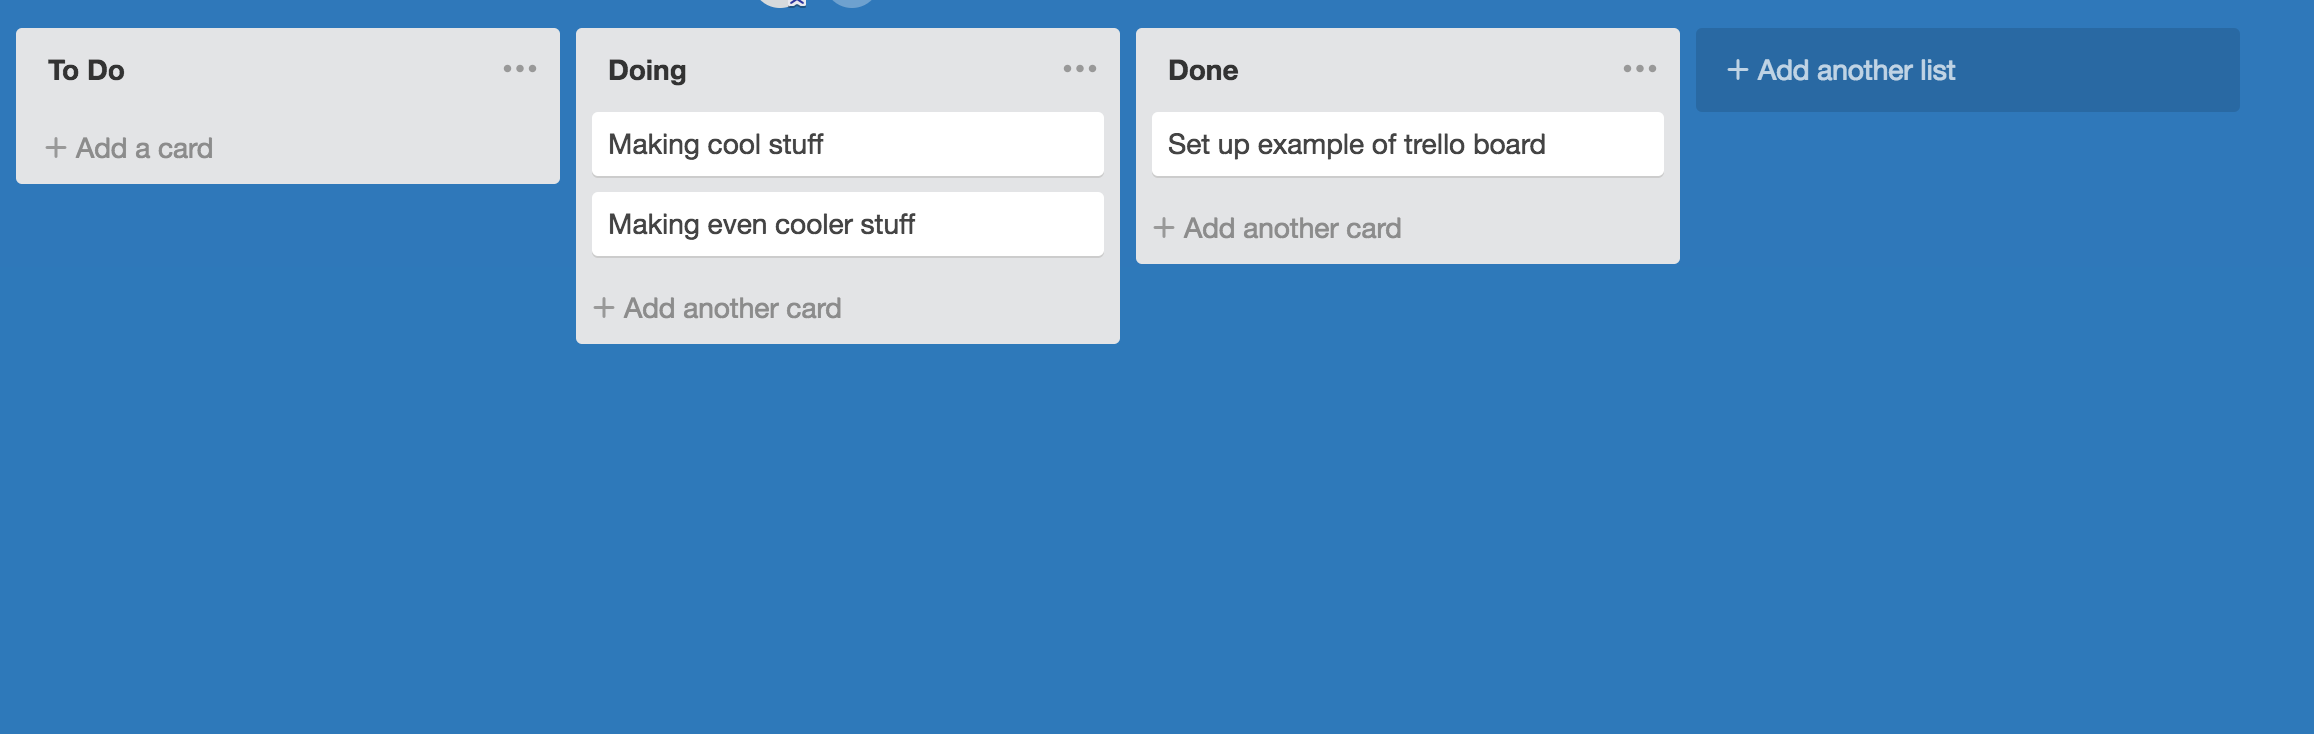 To Do
+ Add a card
Doing
Making cool stuff
Making even cooler stuff
+ Add another card
Done
Set up example of trello board
+ Add another card
+ Add another list